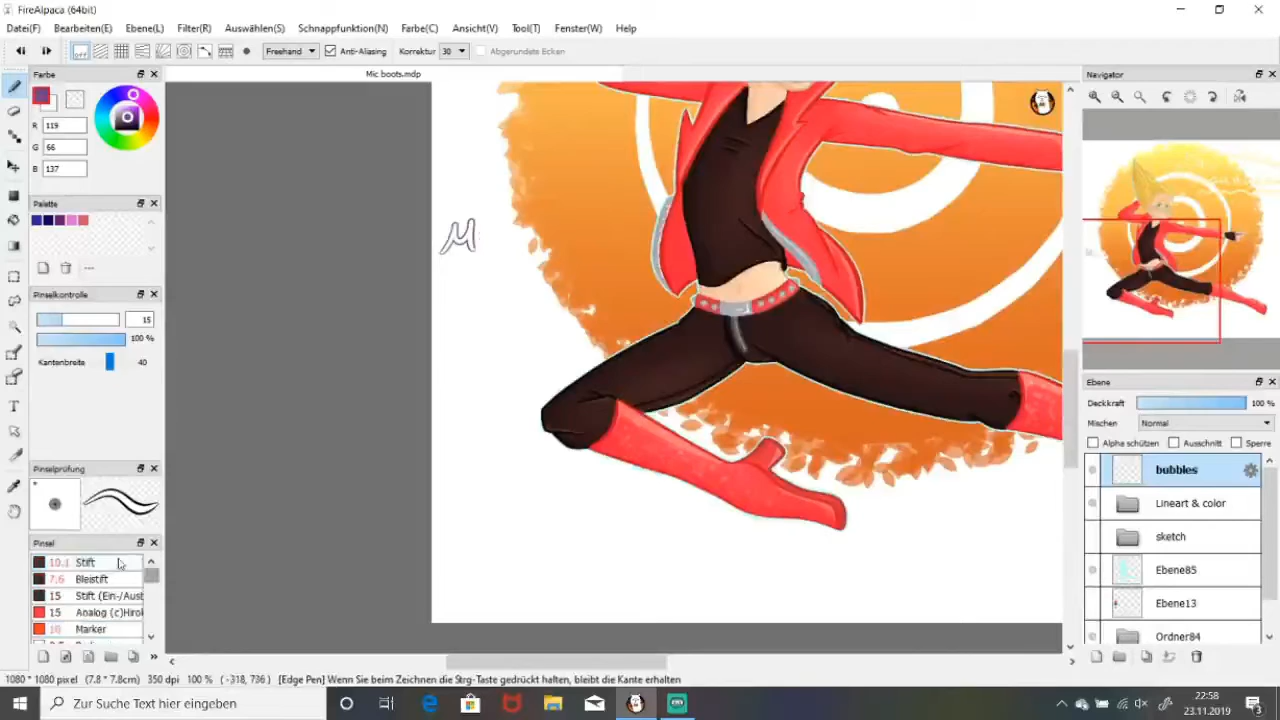 FireAlpaca (64bit)
Datei(F) Bearbeiten(E) Ebene(L) Filter(R) Auswählen(S) Schnappfunktion(N) Farbe(C) Ansicht(V) Tool(T) Fenster(W) Help
off Freehand Anti-Aliasing Korrektur 30 Abgerundete Ecken
Farbe
Mic boots.mdp
Navigator
R 119
G 66
B 137
Palette
M
Pinselkontrolle
15
100 %
Kantenbreite 40
Ebene
Deckkraft 100 %
Mischen Normal
Alpha schützen Ausschnitt Sperre
bubbles
Lineart & color
sketch
Ebene85
Ebene13
Ordner84
Pinselprüfung
Pinsel
Stift
7.6 Bleistift
15 Stift (Ein-/Aus
15 Analog (c)Hirol
Marker
1080 * 1080 pixel (7.8 * 7.8cm) 350 dpi 100 % ( -318, 736 ) [Edge Pen] Wenn Sie beim Zeichnen die Strg-Taste gedrückt halten, bleibt die Kante erhalten
Zur Suche Text hier eingeben
22:58
23.11.2019
3